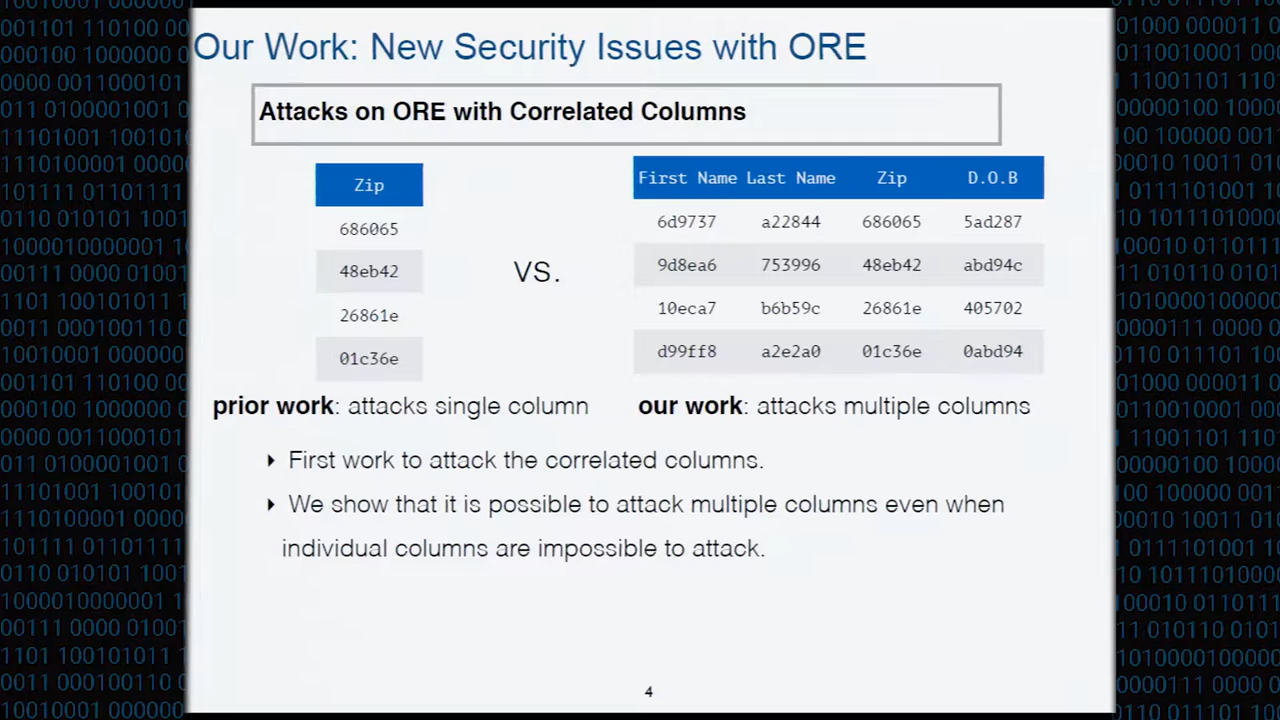 Our Work: New Security Issues with ORE
Attacks on ORE with Correlated Columns
Zip
686065
48eb42
26861e
01c36e
VS.
First Name Last Name Zip D.O.B
6d9737 a22844 686065 5ad287
9d8ea6 753996 48eb42 abd94c
10eca7 b6b59c 26861e 405702
d99ff8 a2e2a0 01c36e 0abd94
prior work: attacks single column
our work: attacks multiple columns
‣ First work to attack the correlated columns.
‣ We show that it is possible to attack multiple columns even when
individual columns are impossible to attack.
4